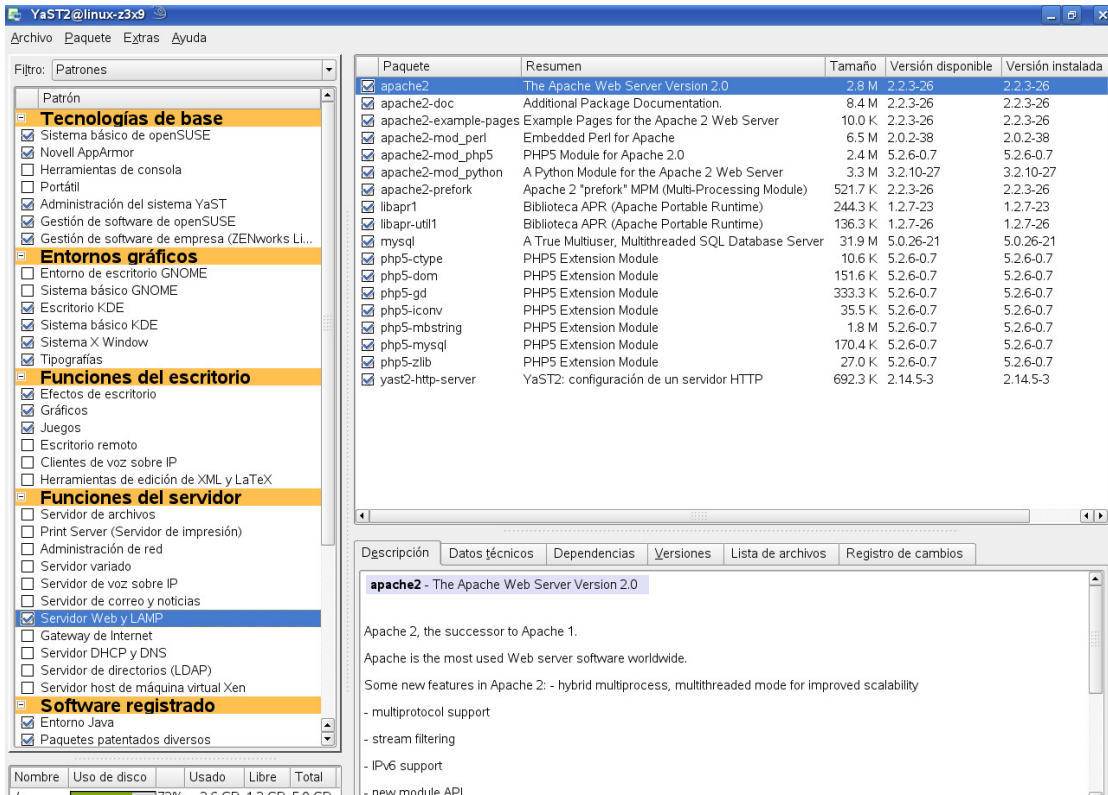 YaST2@linux-z3x9
Archivo Paquete Extras Ayuda
Filtro: Patrones
Patrón
Tecnologías de base
Sistema básico de openSUSE
Novell AppArmor
Herramientas de consola
Portátil
Administración del sistema YaST
Gestión de software de openSUSE
Gestión de software de empresa (ZENworks Li...
Entornos gráficos
Entorno de escritorio GNOME
Sistema básico GNOME
Escritorio KDE
Sistema básico KDE
Sistema X Window
Tipografías
Funciones del escritorio
Efectos de escritorio
Gráficos
Juegos
Escritorio remoto
Clientes de voz sobre IP
Herramientas de edición de XML y LaTeX
Funciones del servidor
Servidor de archivos
Print Server (Servidor de impresión)
Administración de red
Servidor variado
Servidor de voz sobre IP
Servidor de correo y noticias
Servidor Web y LAMP
Gateway de Internet
Servidor DHCP y DNS
Servidor de directorios (LDAP)
Servidor host de máquina virtual Xen
Software registrado
Entorno Java
Paquetes patentados diversos
Nombre Uso de disco Usado Libre Total
Paquete Resumen Tamaño Versión disponible Versión instalada
apache2 The Apache Web Server Version 2.0 2.8 M 2.2.3-26 2.2.3-26
apache2-doc Additional Package Documentation. 8.4 M 2.2.3-26 2.2.3-26
apache2-example-pages Example Pages for the Apache 2 Web Server 10.0 K 2.2.3-26 2.2.3-26
apache2-mod_perl Embedded Perl for Apache 6.5 M 2.0.2-38 2.0.2-38
apache2-mod_php5 PHP5 Module for Apache 2.0 2.4 M 5.2.6-0.7 5.2.6-0.7
apache2-mod_python A Python Module for the Apache 2 Web Server 3.3 M 3.2.10-27 3.2.10-27
apache2-prefork Apache 2 "prefork" MPM (Multi-Processing Module) 521.7 K 2.2.3-26 2.2.3-26
libapr1 Biblioteca APR (Apache Portable Runtime) 244.3 K 1.2.7-23 1.2.7-23
libapr-util1 Biblioteca APR (Apache Portable Runtime) 136.3 K 1.2.7-26 1.2.7-26
mysql A True Multiuser, Multithreaded SQL Database Server 31.9 M 5.0.26-21 5.0.26-21
php5-ctype PHP5 Extension Module 10.6 K 5.2.6-0.7 5.2.6-0.7
php5-dom PHP5 Extension Module 151.6 K 5.2.6-0.7 5.2.6-0.7
php5-gd PHP5 Extension Module 333.3 K 5.2.6-0.7 5.2.6-0.7
php5-iconv PHP5 Extension Module 35.5 K 5.2.6-0.7 5.2.6-0.7
php5-mbstring PHP5 Extension Module 1.8 M 5.2.6-0.7 5.2.6-0.7
php5-mysql PHP5 Extension Module 170.4 K 5.2.6-0.7 5.2.6-0.7
php5-zlib PHP5 Extension Module 27.0 K 5.2.6-0.7 5.2.6-0.7
yast2-http-server YaST2: configuración de un servidor HTTP 692.3 K 2.14.5-3 2.14.5-3
Descripción Datos técnicos Dependencias Versiones Lista de archivos Registro de cambios
apache2 - The Apache Web Server Version 2.0
Apache 2, the successor to Apache 1.
Apache is the most used Web server software worldwide.
Some new features in Apache 2: - hybrid multiprocess, multithreaded mode for improved scalability
- multiprotocol support
- stream filtering
- IPv6 support
- new module API